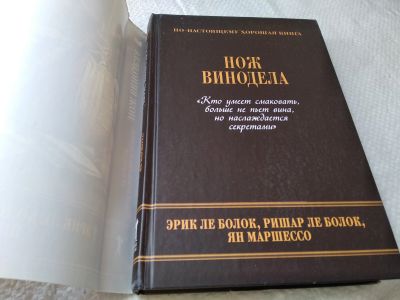 ПО-НАСТОЯЩЕМУ ХОРОШАЯ КНИГА
НОЖ
ВИНОДЕЛА
«Кто умеет смаковать,
больше не пьет вина,
но наслаждается
секретами»
ЭРИК ЛЕ БОЛОК, РИШАР ЛЕ БОЛОК,
ЯН МАРШЕССО